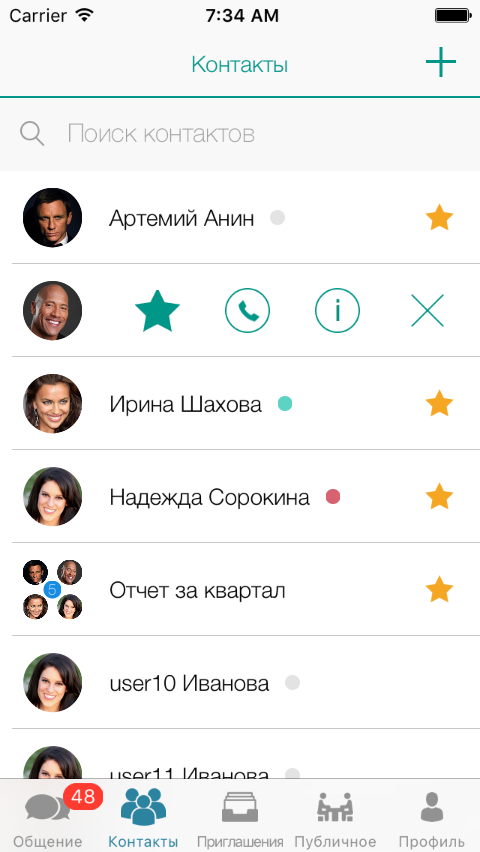 Carrier 7:34 AM
Контакты
Поиск контактов
Артемий Анин
Ирина Шахова
Надежда Сорокина
5
Отчет за квартал
user10 Иванова
user11 Иванова
48
Общение Контакты Приглашения Публичное Профиль